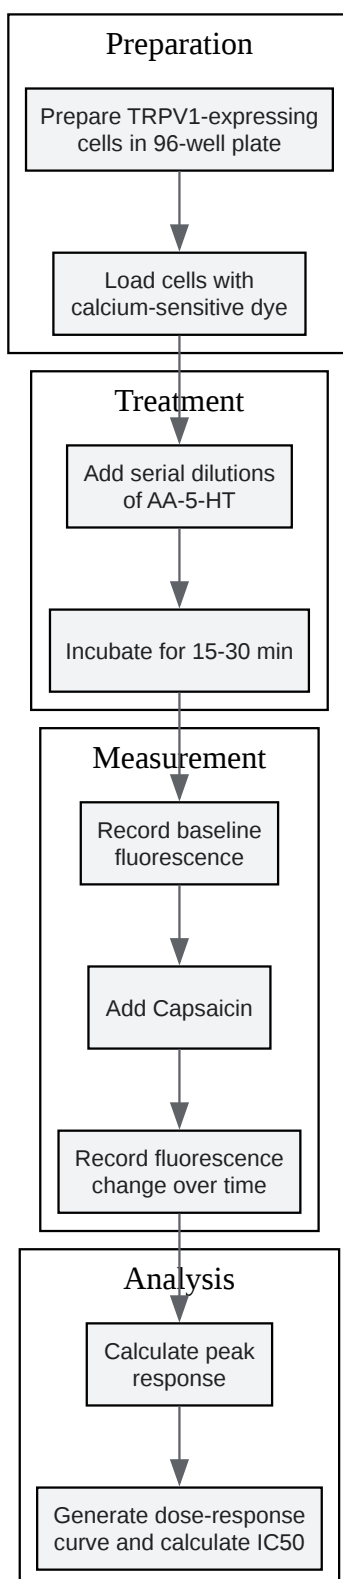 Preparation
Prepare TRPV1-expressing
cells in 96-well plate
Load cells with
calcium-sensitive dye
Treatment
Add serial dilutions
of AA-5-HT
Incubate for 15-30 min
Measurement
Record baseline
fluorescence
Add Capsaicin
Record fluorescence
change over time
Analysis
Calculate peak
response
Generate dose-response
curve and calculate IC50